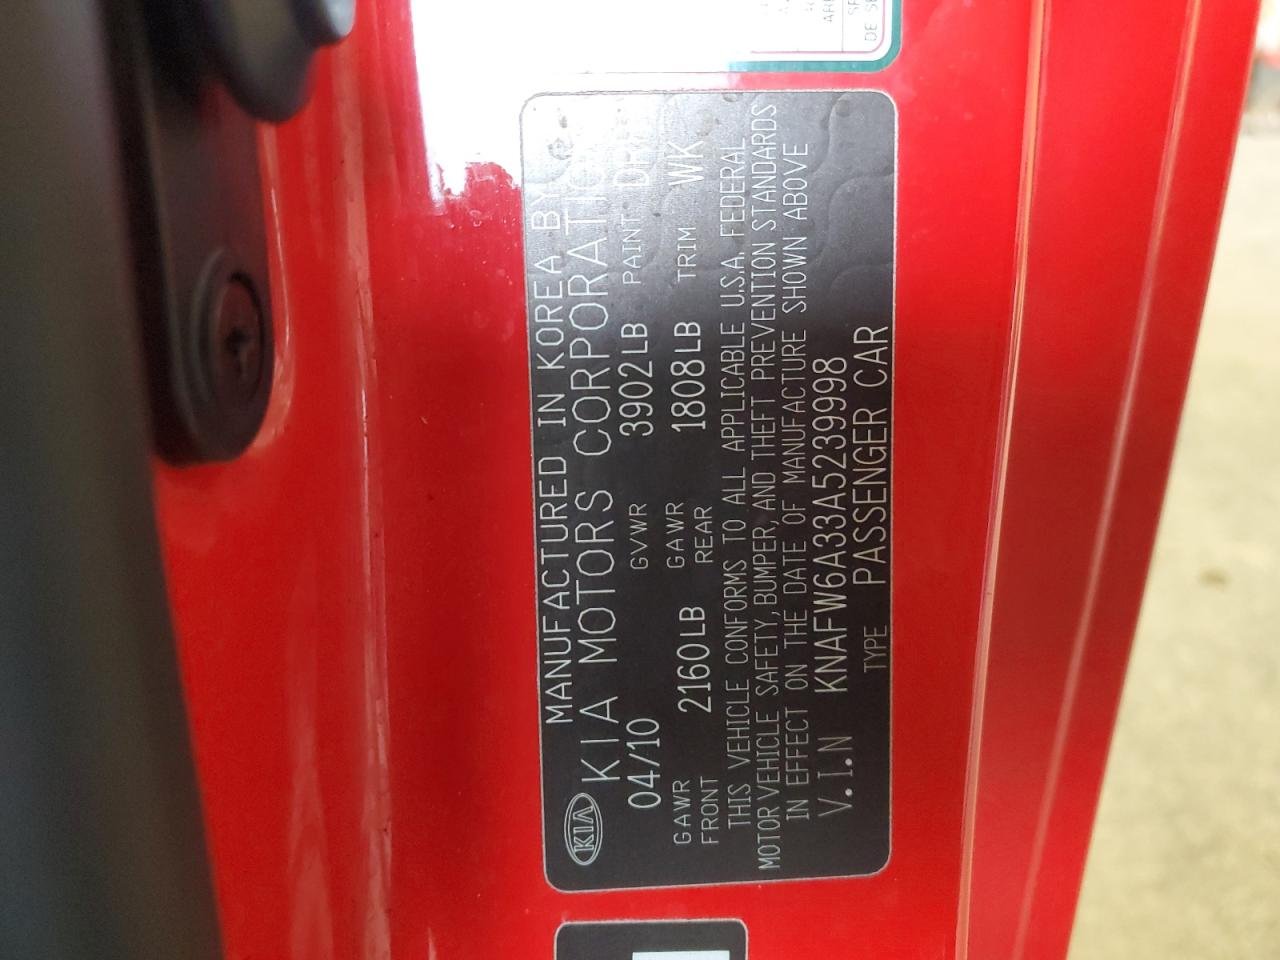 KIA
MANUFACTURED IN KOREA BY
KIA MOTORS CORPORATION
04/10 GVWR 3902LB PAINT
GAWR FRONT 2160LB GAWR REAR 1808LB TRIM WK
THIS VEHICLE CONFORMS TO ALL APPLICABLE U.S.A. FEDERAL
MOTOR VEHICLE SAFETY, BUMPER, AND THEFT PREVENTION STANDARDS
IN EFFECT ON THE DATE OF MANUFACTURE SHOWN ABOVE
V.I.N KNAFW6A33A5239998
TYPE PASSENGER CAR